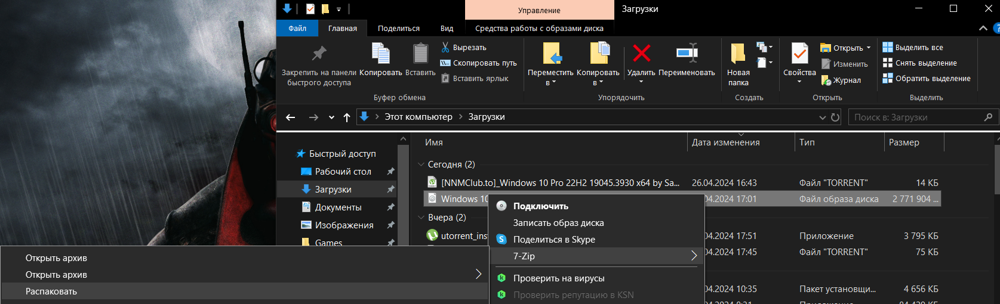 Управление
Загрузки
Файл
Главная
Поделиться
Вид
Средства работы с образами диска
Закрепить на панели быстрого доступа
Копировать
Вставить
Вырезать
Скопировать путь
Вставить ярлык
Буфер обмена
Переместить в
Копировать в
Удалить
Переименовать
Упорядочить
Новая папка
Создать
Свойства
Открыть
Изменить
Журнал
Открыть
Выделить все
Снять выделение
Обратить выделение
Выделить
Этот компьютер
Загрузки
Поиск в: Загрузки
Быстрый доступ
Рабочий стол
Загрузки
Документы
Изображения
Games
Имя
Дата изменения
Тип
Размер
Сегодня (2)
[NNMClub.to]_Windows 10 Pro 22H2 19045.3930 x64 by Sa...
26.04.2024 16:43
Файл "TORRENT"
14 КБ
Windows 10
.04.2024 17:01
Файл образа диска
2 771 904 ...
Вчера (2)
utorrent_ins
.04.2024 17:51
Приложение
3 795 КБ
.04.2024 17:45
Файл "TORRENT"
75 КБ
.04.2024 10:35
Пакет установщи...
4 656 КБ
Подключить
Записать образ диска
Поделиться в Skype
7-Zip
Проверить на вирусы
Проверить репутацию в KSN
Открыть архив
Открыть архив
Распаковать